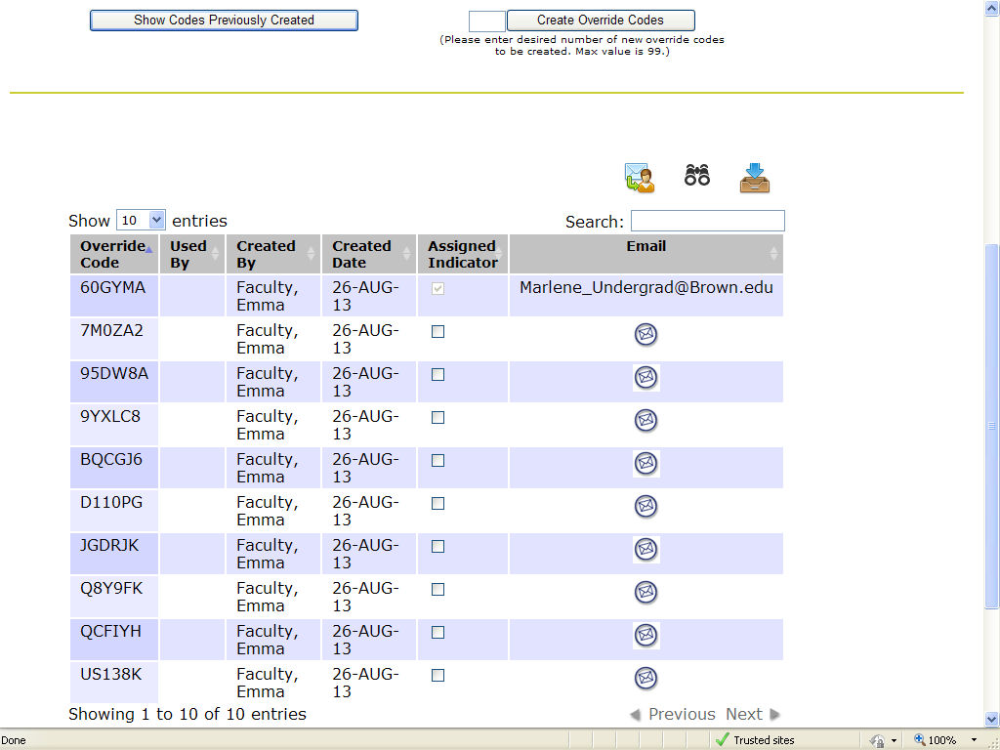 Show Codes Previously Created
Create Override Codes
(Please enter desired number of new override codes
to be created. Max value is 99.)
Show 10 entries
Search:
Override Code Used By Created By Created Date Assigned Indicator Email
60GYMA Faculty, Emma 26-AUG-13 Marlene_Undergrad@Brown.edu
7M0ZA2 Faculty, Emma 26-AUG-13
95DW8A Faculty, Emma 26-AUG-13
9YXLC8 Faculty, Emma 26-AUG-13
BQCGJ6 Faculty, Emma 26-AUG-13
D110PG Faculty, Emma 26-AUG-13
JGDRJK Faculty, Emma 26-AUG-13
Q8Y9FK Faculty, Emma 26-AUG-13
QCFIYH Faculty, Emma 26-AUG-13
US138K Faculty, Emma 26-AUG-13
Showing 1 to 10 of 10 entries
Previous Next
Done
Trusted sites
100%